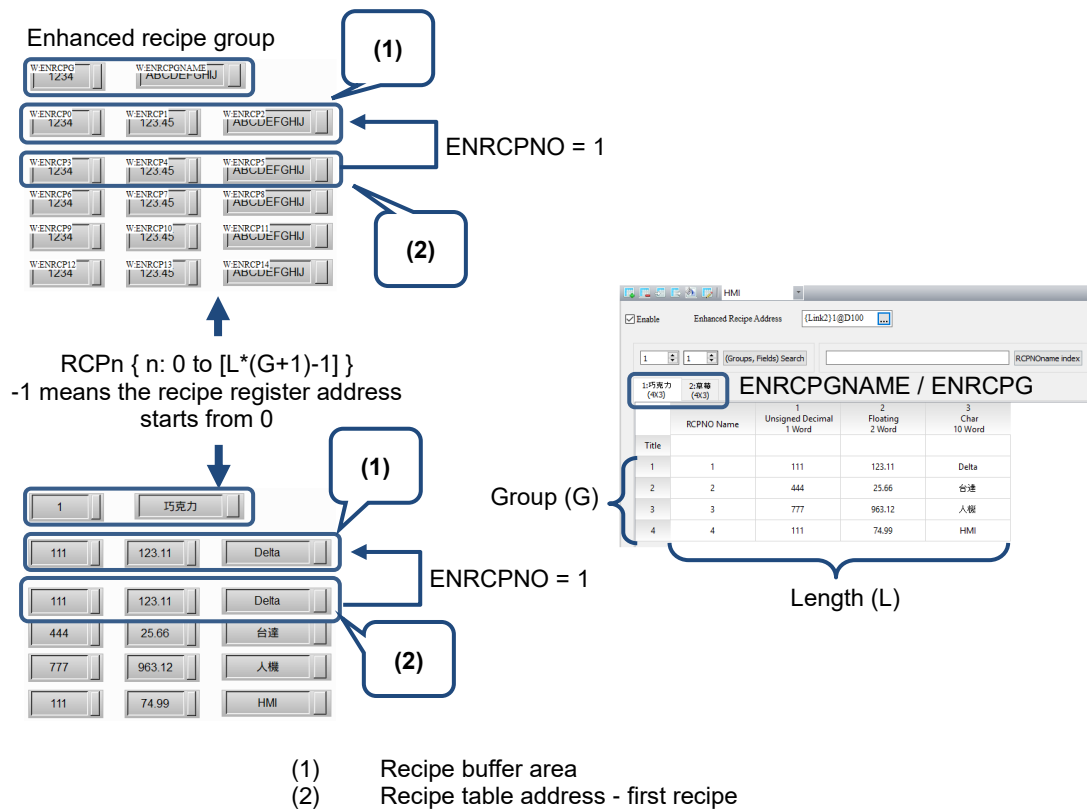 Enhanced recipe group
(1)
W:ENRCPG
1234
W:ENRCPGNAME
ABCDEFGHIJ
W:ENRCP0
1234
W:ENRCP1
123.45
W:ENRCP2
ABCDEFGHIJ
ENRCPNO = 1
W:ENRCP3
1234
W:ENRCP4
123.45
W:ENRCP5
ABCDEFGHIJ
W:ENRCP6
1234
W:ENRCP7
123.45
W:ENRCP8
ABCDEFGHIJ
(2)
W:ENRCP9
1234
W:ENRCP10
123.45
W:ENRCP11
ABCDEFGHIJ
W:ENRCP12
1234
W:ENRCP13
123.45
W:ENRCP14
ABCDEFGHIJ
RCPn { n: 0 to [L*(G+1)-1] }
-1 means the recipe register address
starts from 0
(1)
1
巧克力
111
123.11
Delta
ENRCPNO = 1
111
123.11
Delta
444
25.66
台達
(2)
777
963.12
人機
111
74.99
HMI
HMI
Enable
Enhanced Recipe Address
{Link2}1@D100
...
1
1
(Groups, Fields) Search
RCPNOname index
1:巧克力
(4X3)
2:草莓
(4X3)
ENRCPGNAME / ENRCPG
RCPNO Name
1
Unsigned Decimal
1 Word
2
Floating
2 Word
3
Char
10 Word
Title
1 1 111 123.11 Delta
2 2 444 25.66 台達
3 3 777 963.12 人機
4 4 111 74.99 HMI
Group (G)
Length (L)
(1) Recipe buffer area
(2) Recipe table address - first recipe